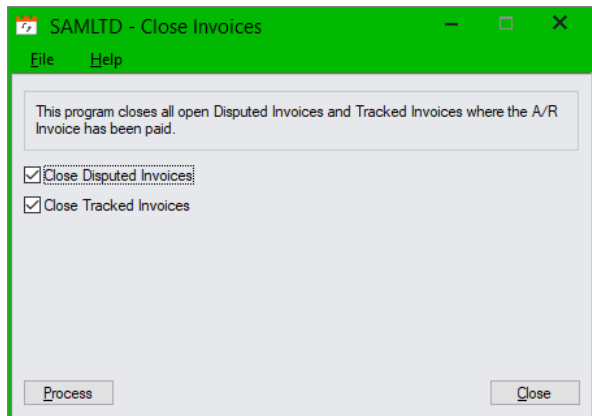 SAMLTD - Close Invoices
File Help
This program closes all open Disputed Invoices and Tracked Invoices where the A/R
Invoice has been paid.
Close Disputed Invoices
Close Tracked Invoices
Process Close